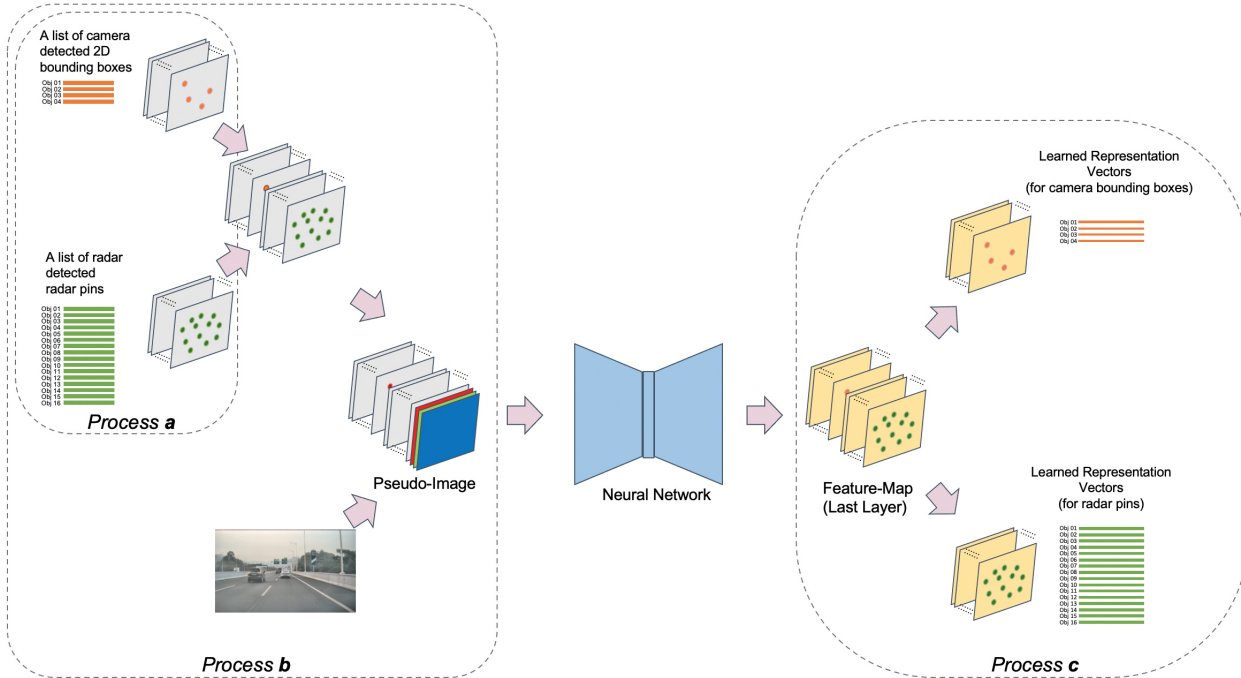 A list of camera
detected 2D
bounding boxes
Obj 01
Obj 02
Obj 03
Obj 04
A list of radar
detected
radar pins
Obj 01
Obj 02
Obj 03
Obj 04
Obj 05
Obj 06
Obj 07
Obj 08
Obj 09
Obj 10
Obj 11
Obj 12
Obj 13
Obj 14
Obj 15
Obj 16
Process a
Pseudo-Image
Process b
Neural Network
Feature-Map
(Last Layer)
Learned Representation
Vectors
(for camera bounding boxes)
Obj 01
Obj 02
Obj 03
Obj 04
Learned Representation
Vectors
(for radar pins)
Obj 01
Obj 02
Obj 03
Obj 04
Obj 05
Obj 06
Obj 07
Obj 08
Obj 09
Obj 10
Obj 11
Obj 12
Obj 13
Obj 14
Obj 15
Obj 16
Process c